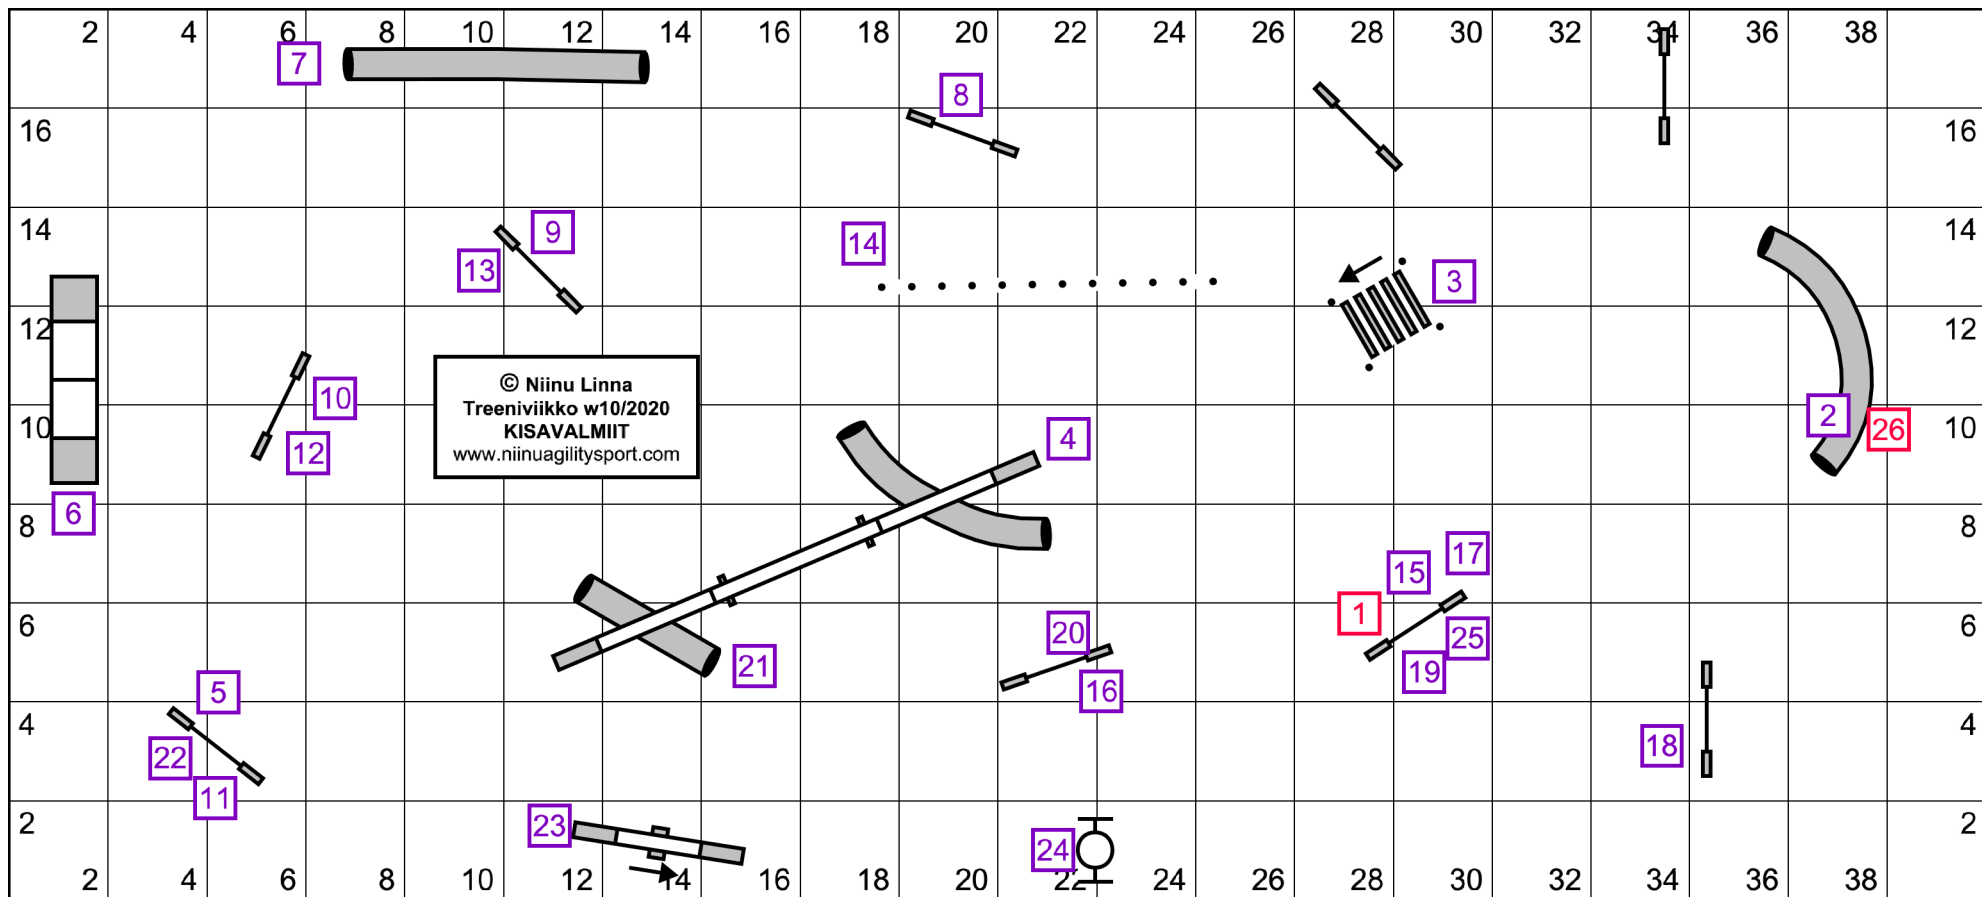 2 4 6 8 10 12 14 16 18 20 22 24 26 28 30 32 34 36 38
7
8
16 16
14 9 14
13 14 3
12 12
© Niinu Linna
Treeniviikko w10/2020
KISAVALMIIT
www.niinuagilitysport.com
10
2 26
10 4 10
12
6
8 17 8
15
1
6 20 25 6
21 19
5 16
4 18 4
22
11
2 23 2
24
2 4 6 8 10 12 14 16 18 20 22 24 26 28 30 32 34 36 38